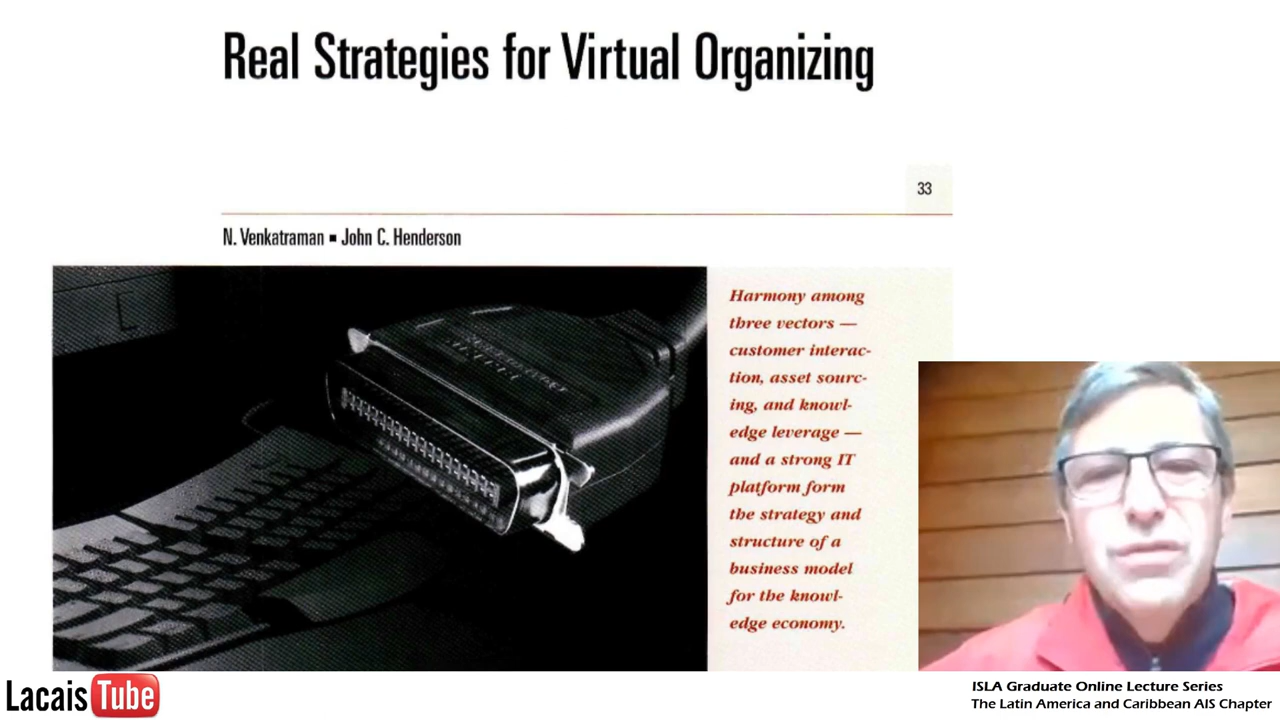 Real Strategies for Virtual Organizing
33
N. Venkatraman ■ John C. Henderson
Harmony among
three vectors —
customer interac-
tion, asset sourc-
ing, and knowl-
edge leverage —
and a strong IT
platform form
the strategy and
structure of a
business model
for the knowl-
edge economy.
Lacais Tube
ISLA Graduate Online Lecture Series
The Latin America and Caribbean AIS Chapter